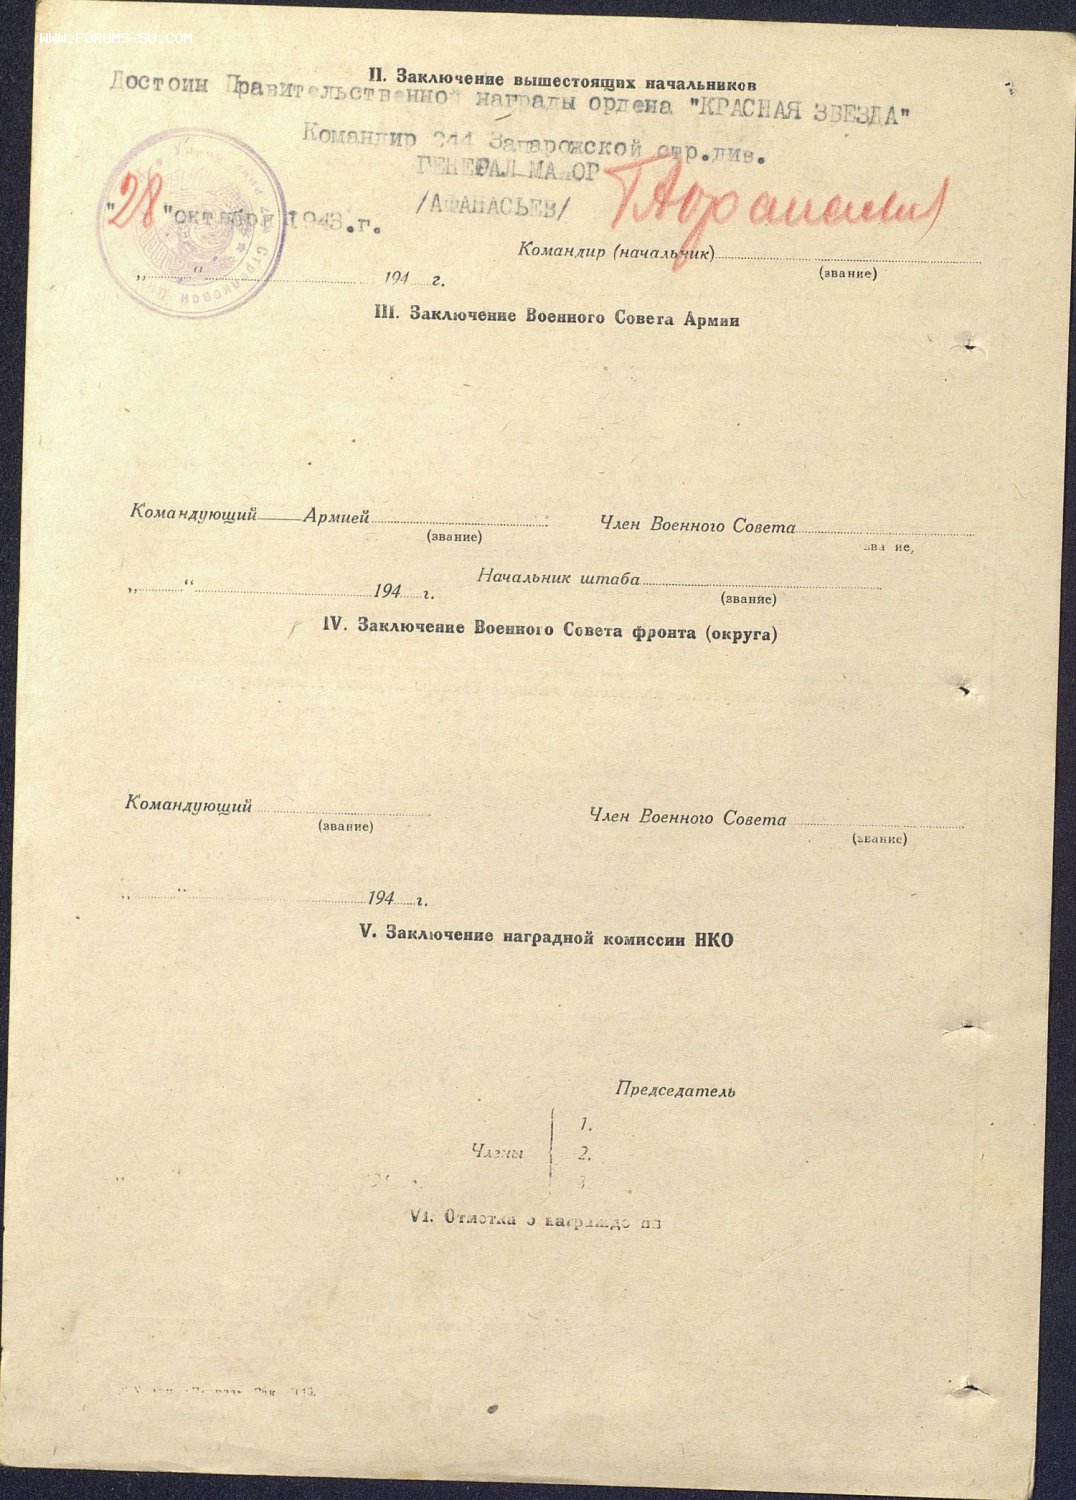 WWW.FORUMS-SU.COM
II. Заключение вышестоящих начальников
Достоин Правительственной награды ордена "КРАСНАЯ ЗВЕЗДА"
Командир 244 Запорожской стр.див.
ГЕНЕРАЛ МАЙОР
/АФАНАСЬЕВ/
"28"октября 1943.г.
Командир (начальник)
(звание)
„ “ 194 г.
III. Заключение Военного Совета Армии
Командующий Армией
(звание)
Член Военного Совета
Начальник штаба
(звание)
„ “ 194 г.
IV. Заключение Военного Совета фронта (округа)
Командующий
(звание)
Член Военного Совета
(звание)
„ “ 194 г.
V. Заключение наградной комиссии НКО
Председатель
Члены
1.
2.
3
VI. Отметка о награждении